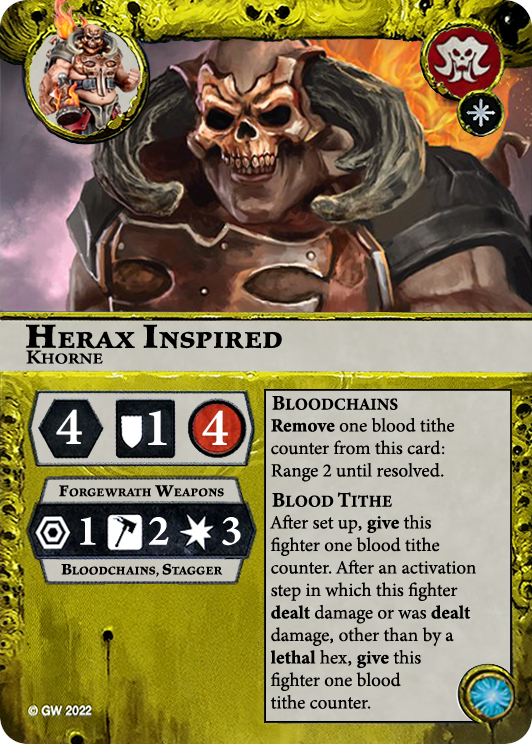 Herax Inspired
Khorne
4 1 4
Forgewrath Weapons
1 2 3
Bloodchains, Stagger
Bloodchains
Remove one blood tithe
counter from this card:
Range 2 until resolved.
Blood Tithe
After set up, give this
fighter one blood tithe
counter. After an activation
step in which this fighter
dealt damage or was dealt
damage, other than by a
lethal hex, give this
fighter one blood
tithe counter.
© GW 2022